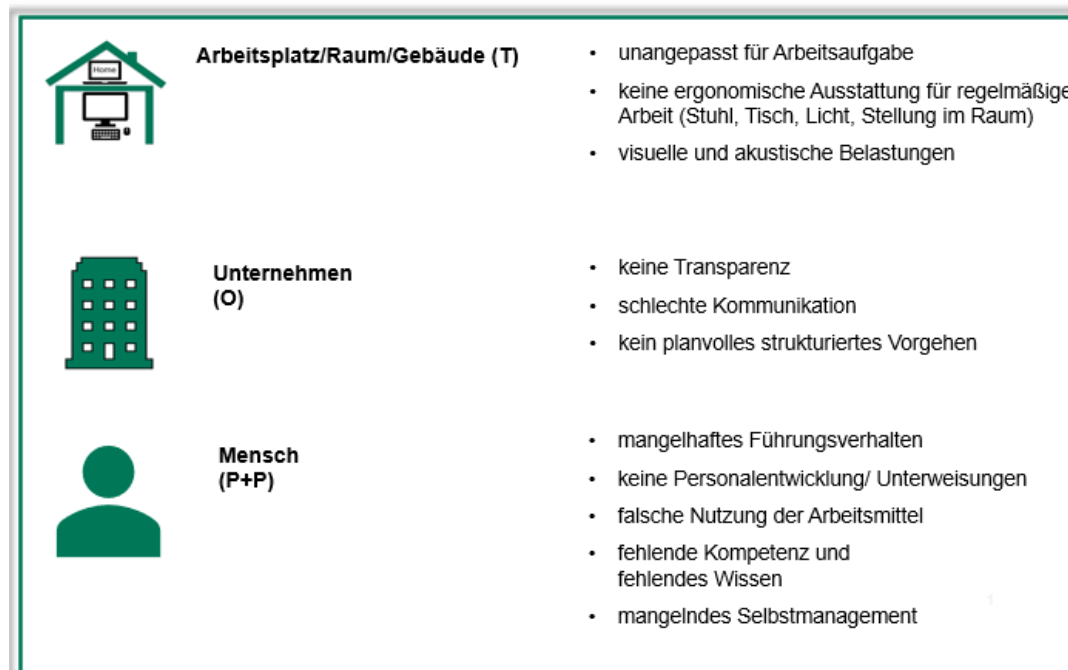 Home
Arbeitsplatz/Raum/Gebäude (T)
• unangepasst für Arbeitsaufgabe
• keine ergonomische Ausstattung für regelmäßige
Arbeit (Stuhl, Tisch, Licht, Stellung im Raum)
• visuelle und akustische Belastungen
Unternehmen
(O)
• keine Transparenz
• schlechte Kommunikation
• kein planvolles strukturiertes Vorgehen
Mensch
(P+P)
• mangelhaftes Führungsverhalten
• keine Personalentwicklung/ Unterweisungen
• falsche Nutzung der Arbeitsmittel
• fehlende Kompetenz und
fehlendes Wissen
• mangelndes Selbstmanagement
1